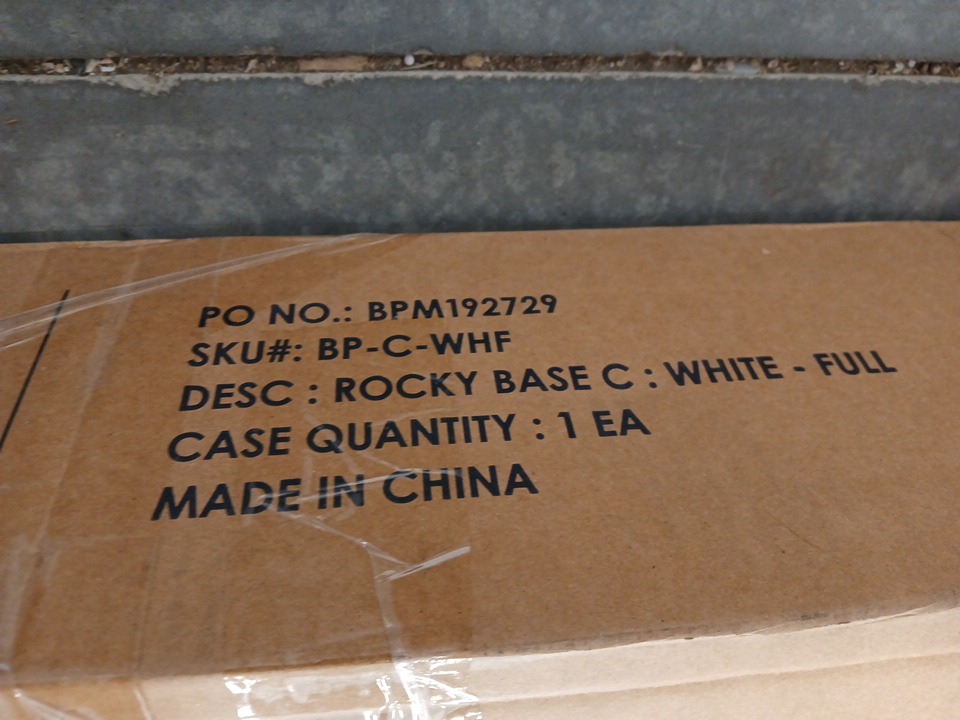 PO NO.: BPM192729
SKU#: BP-C-WHF
DESC : ROCKY BASE C : WHITE - FULL
CASE QUANTITY : 1 EA
MADE IN CHINA